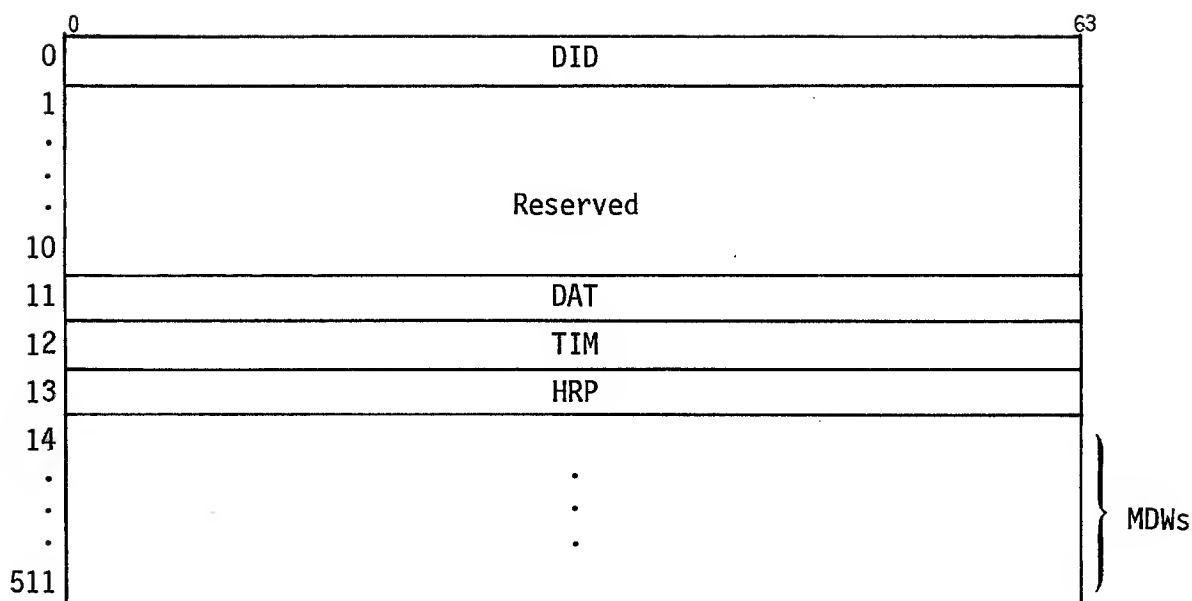 0 63
0 DID
1
.
.
. Reserved
10
11 DAT
12 TIM
13 HRP
14
. .
. . MDWs
. .
511